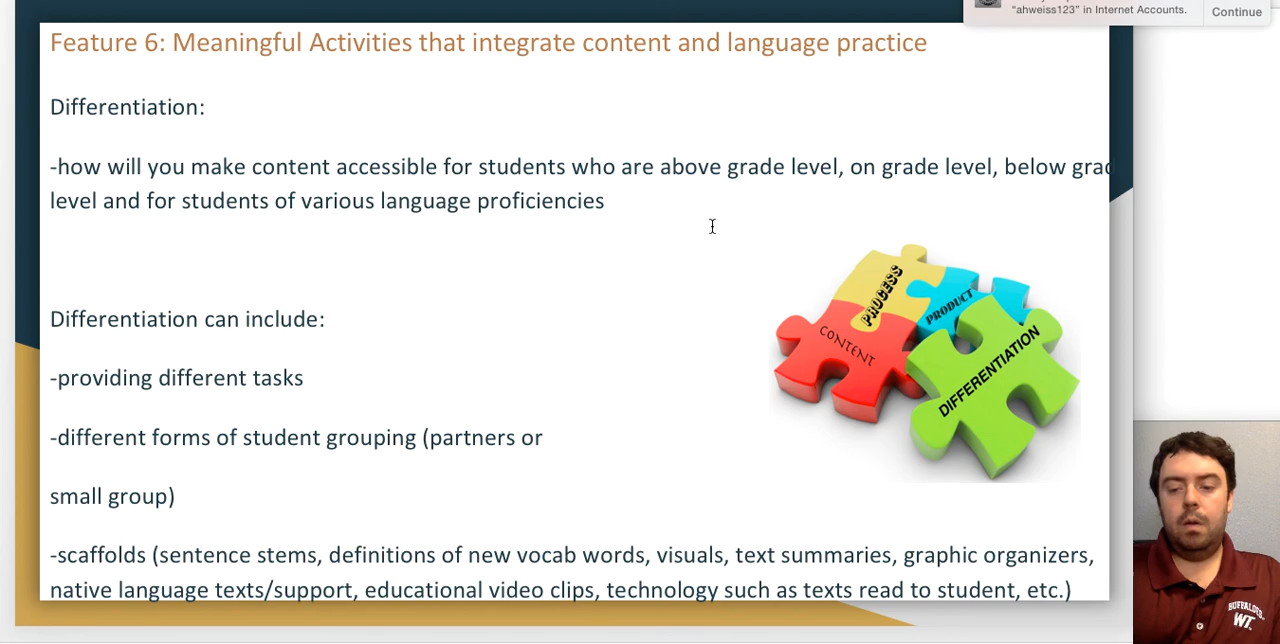 "ahweiss123" in Internet Accounts.
Continue
Feature 6: Meaningful Activities that integrate content and language practice
Differentiation:
-how will you make content accessible for students who are above grade level, on grade level, below grad
level and for students of various language proficiencies
PROCESS
PRODUCT
CONTENT
DIFFERENTIATION
Differentiation can include:
-providing different tasks
-different forms of student grouping (partners or
small group)
-scaffolds (sentence stems, definitions of new vocab words, visuals, text summaries, graphic organizers,
native language texts/support, educational video clips, technology such as texts read to student, etc.)
BUFFALOES
WT